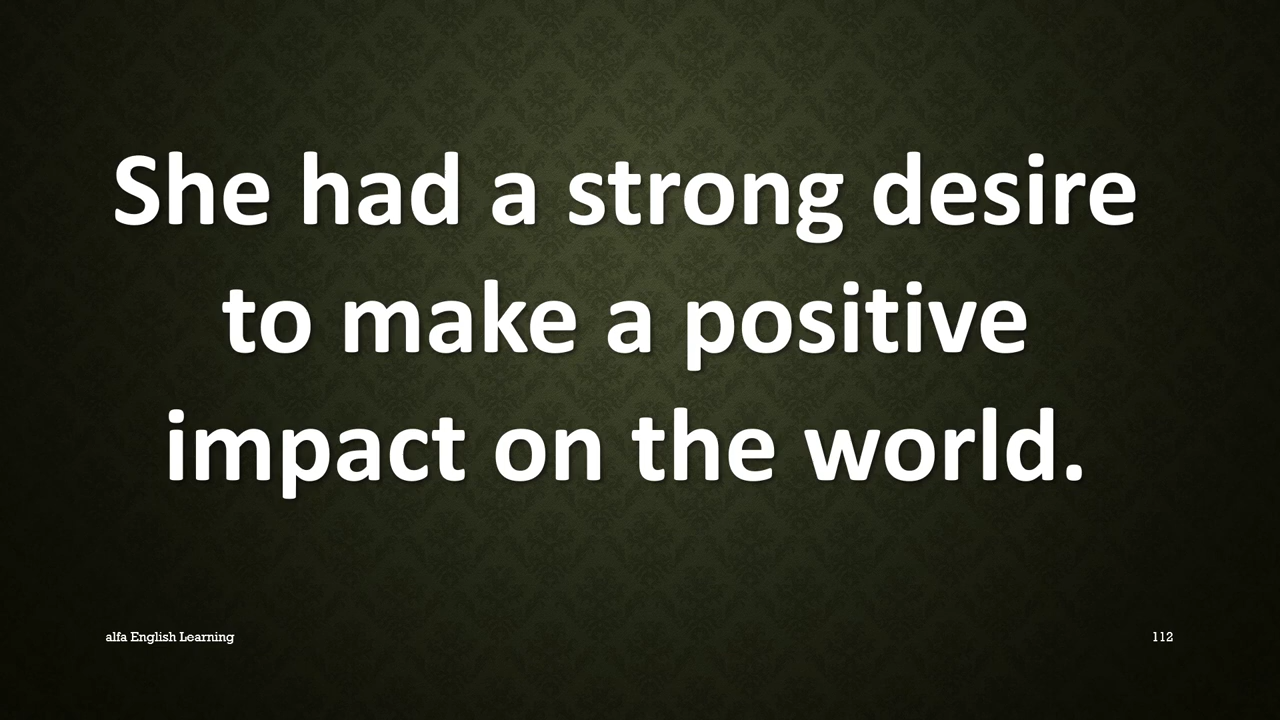 She had a strong desire
to make a positive
impact on the world.
alfa English Learning
112